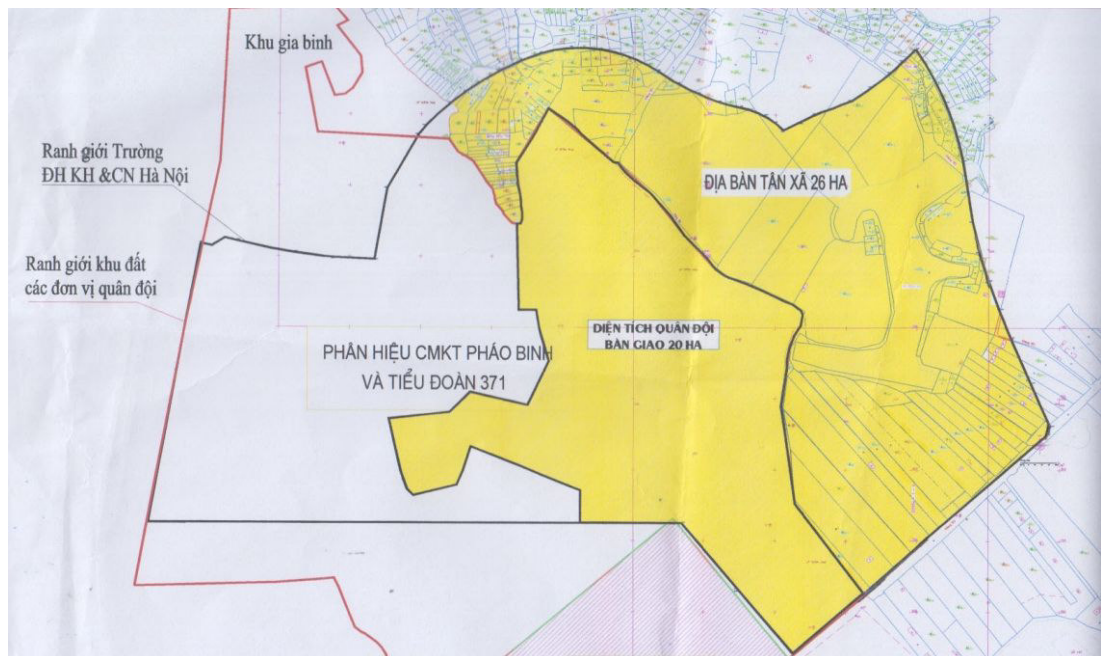 Khu gia binh
Ranh giới Trường
ĐH KH &CN Hà Nội
ĐỊA BÀN TÂN XÃ 26 HA
Ranh giới khu đất
các đơn vị quân đội
DIỆN TÍCH QUÂN ĐỘI
BÀN GIAO 20 HA
PHÂN HIỆU CMKT PHÁO BINH
VÀ TIỂU ĐOÀN 371